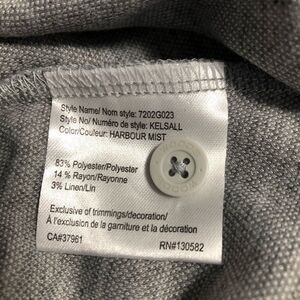 Style Name/ Nom style: 7202G023
Style No/ Numéro de style: KELSALL
Color/Couleur: HARBOUR MIST
83% Polyester/Polyester
14 % Rayon/Rayonne
3% Linen/Lin
Exclusive of trimmings/decoration/
À l'exclusion de la garniture et la décoration
CA#37961 RN#130582